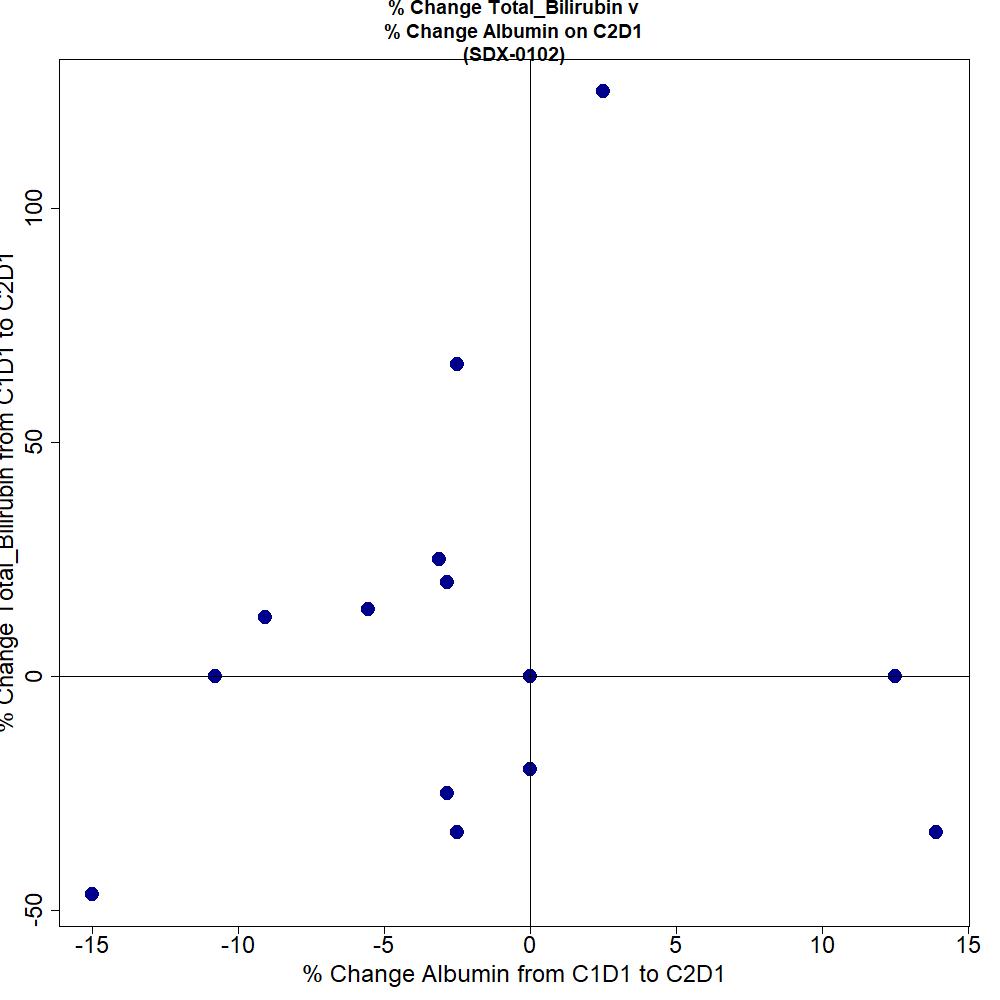 % Change Total_Bilirubin v
% Change Albumin on C2D1
(SDX-0102)
% Change Total_Bilirubin from C1D1 to C2D1
100
50
0
-50
-15 -10 -5 0 5 10 15
% Change Albumin from C1D1 to C2D1